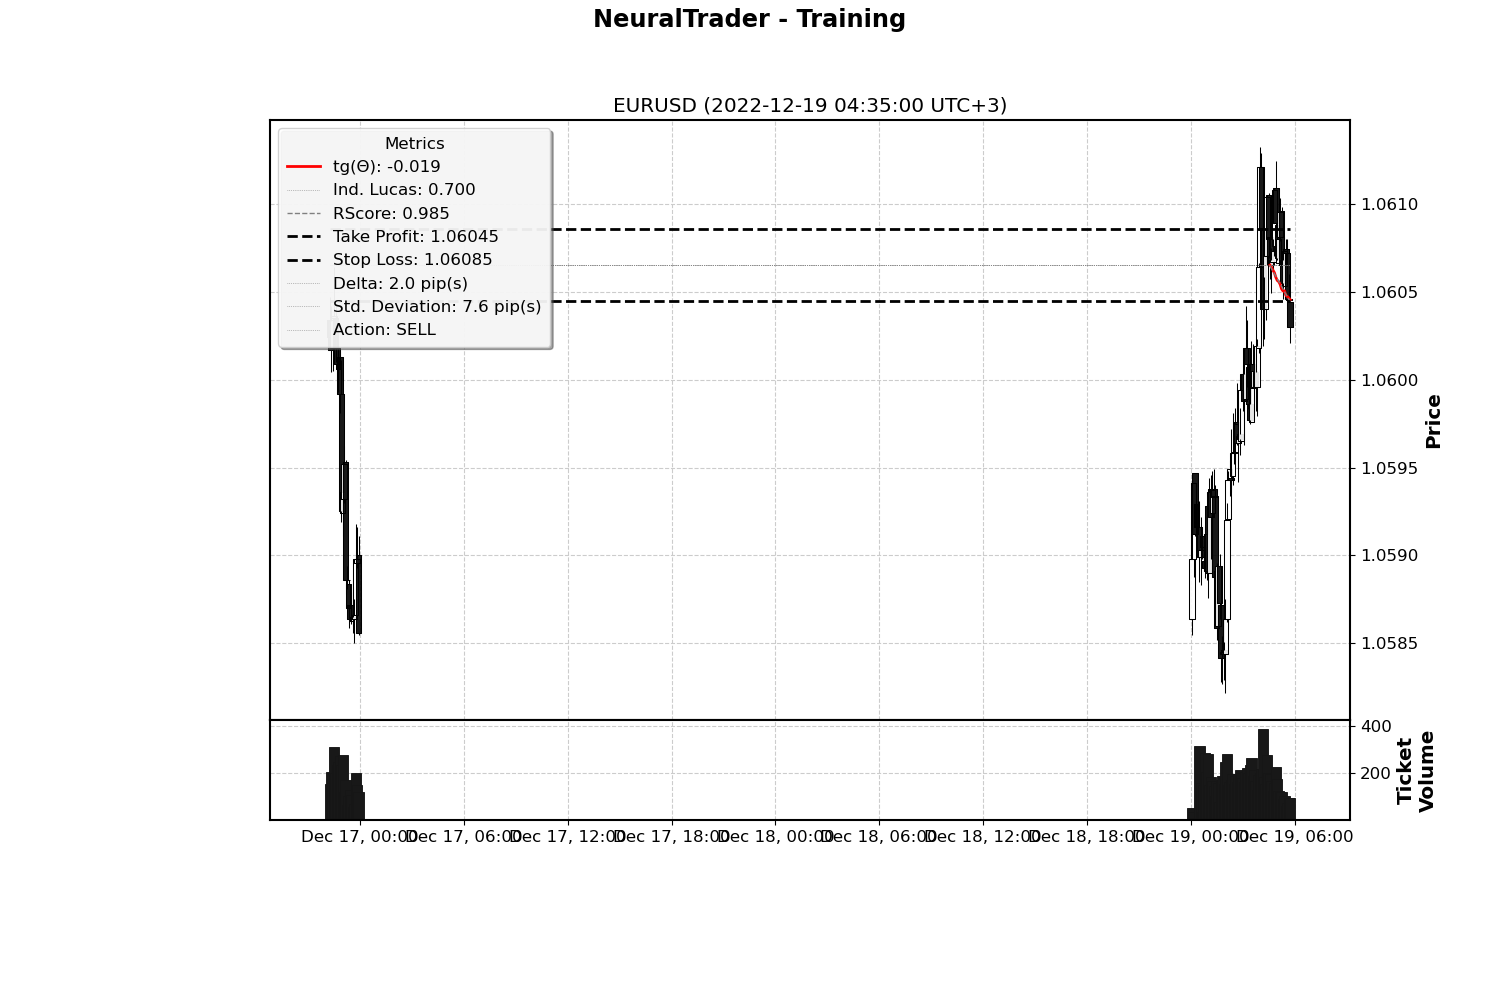 NeuralTrader - Training
EURUSD (2022-12-19 04:35:00 UTC+3)
Metrics
tg(Θ): -0.019
Ind. Lucas: 0.700
RScore: 0.985
Take Profit: 1.06045
Stop Loss: 1.06085
Delta: 2.0 pip(s)
Std. Deviation: 7.6 pip(s)
Action: SELL
1.0610
1.0605
1.0600
1.0595
1.0590
1.0585
Price
400
200
Ticket
Volume
Dec 17, 00:00 Dec 17, 06:00 Dec 17, 12:00 Dec 17, 18:00 Dec 18, 00:00 Dec 18, 06:00 Dec 18, 12:00 Dec 18, 18:00 Dec 19, 00:00 Dec 19, 06:00